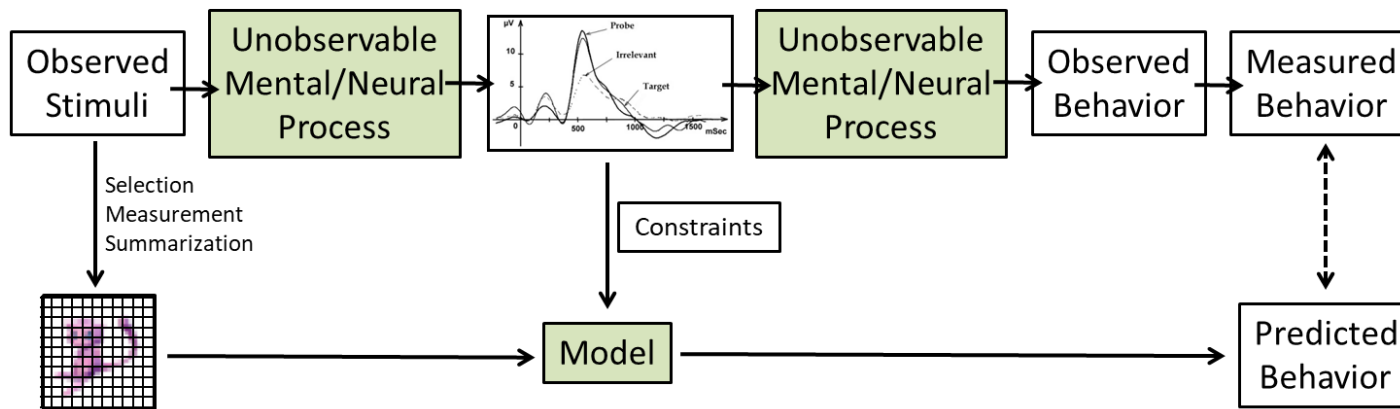 Observed
Stimuli
Unobservable
Mental/Neural
Process
µV
10
5
0
500
1000
1500
mSec
Probe
Irrelevant
Target
Unobservable
Mental/Neural
Process
Observed
Behavior
Measured
Behavior
Selection
Measurement
Summarization
Constraints
Model
Predicted
Behavior